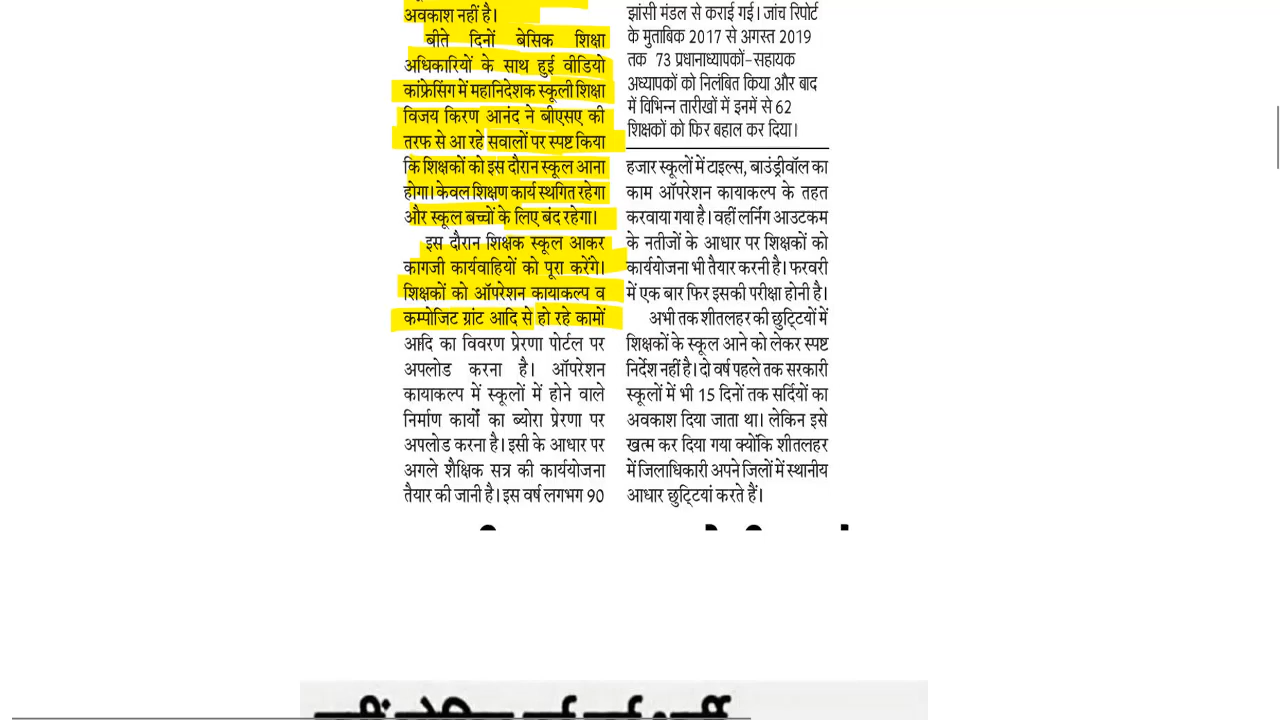 अवकाश नहीं है।
बीते दिनों बेसिक शिक्षा
अधिकारियों के साथ हुई वीडियो
कांफ्रेसिंग में महानिदेशक स्कूली शिक्षा
विजय किरण आनंद ने बीएसए की
तरफ से आ रहे सवालों पर स्पष्ट किया
कि शिक्षकों को इस दौरान स्कूल आना
होगा। केवल शिक्षण कार्य स्थगित रहेगा
और स्कूल बच्चों के लिए बंद रहेगा।
इस दौरान शिक्षक स्कूल आकर
कागजी कार्यवाहियों को पूरा करेंगे।
शिक्षकों को ऑपरेशन कायाकल्प व
कम्पोजिट ग्रांट आदि से हो रहे कामों
आदि का विवरण प्रेरणा पोर्टल पर
अपलोड करना है। ऑपरेशन
कायाकल्प में स्कूलों में होने वाले
निर्माण कार्यों का ब्योरा प्रेरणा पर
अपलोड करना है। इसी के आधार पर
अगले शैक्षिक सत्र की कार्ययोजना
तैयार की जानी है। इस वर्ष लगभग 90
झांसी मंडल से कराई गई। जांच रिपोर्ट
के मुताबिक 2017 से अगस्त 2019
तक 73 प्रधानाध्यापकों-सहायक
अध्यापकों को निलंबित किया और बाद
में विभिन्न तारीखों में इनमें से 62
शिक्षकों को फिर बहाल कर दिया।
हजार स्कूलों में टाइल्स, बाउंड्रीवॉल का
काम ऑपरेशन कायाकल्प के तहत
करवाया गया है। वहीं लर्निंग आउटकम
के नतीजों के आधार पर शिक्षकों को
कार्ययोजना भी तैयार करनी है। फरवरी
में एक बार फिर इसकी परीक्षा होनी है।
अभी तक शीतलहर की छुट्टियों में
शिक्षकों के स्कूल आने को लेकर स्पष्ट
निर्देश नहीं है। दो वर्ष पहले तक सरकारी
स्कूलों में भी 15 दिनों तक सर्दियों का
अवकाश दिया जाता था। लेकिन इसे
खत्म कर दिया गया क्योंकि शीतलहर
में जिलाधिकारी अपने जिलों में स्थानीय
आधार छुट्टियां करते हैं।